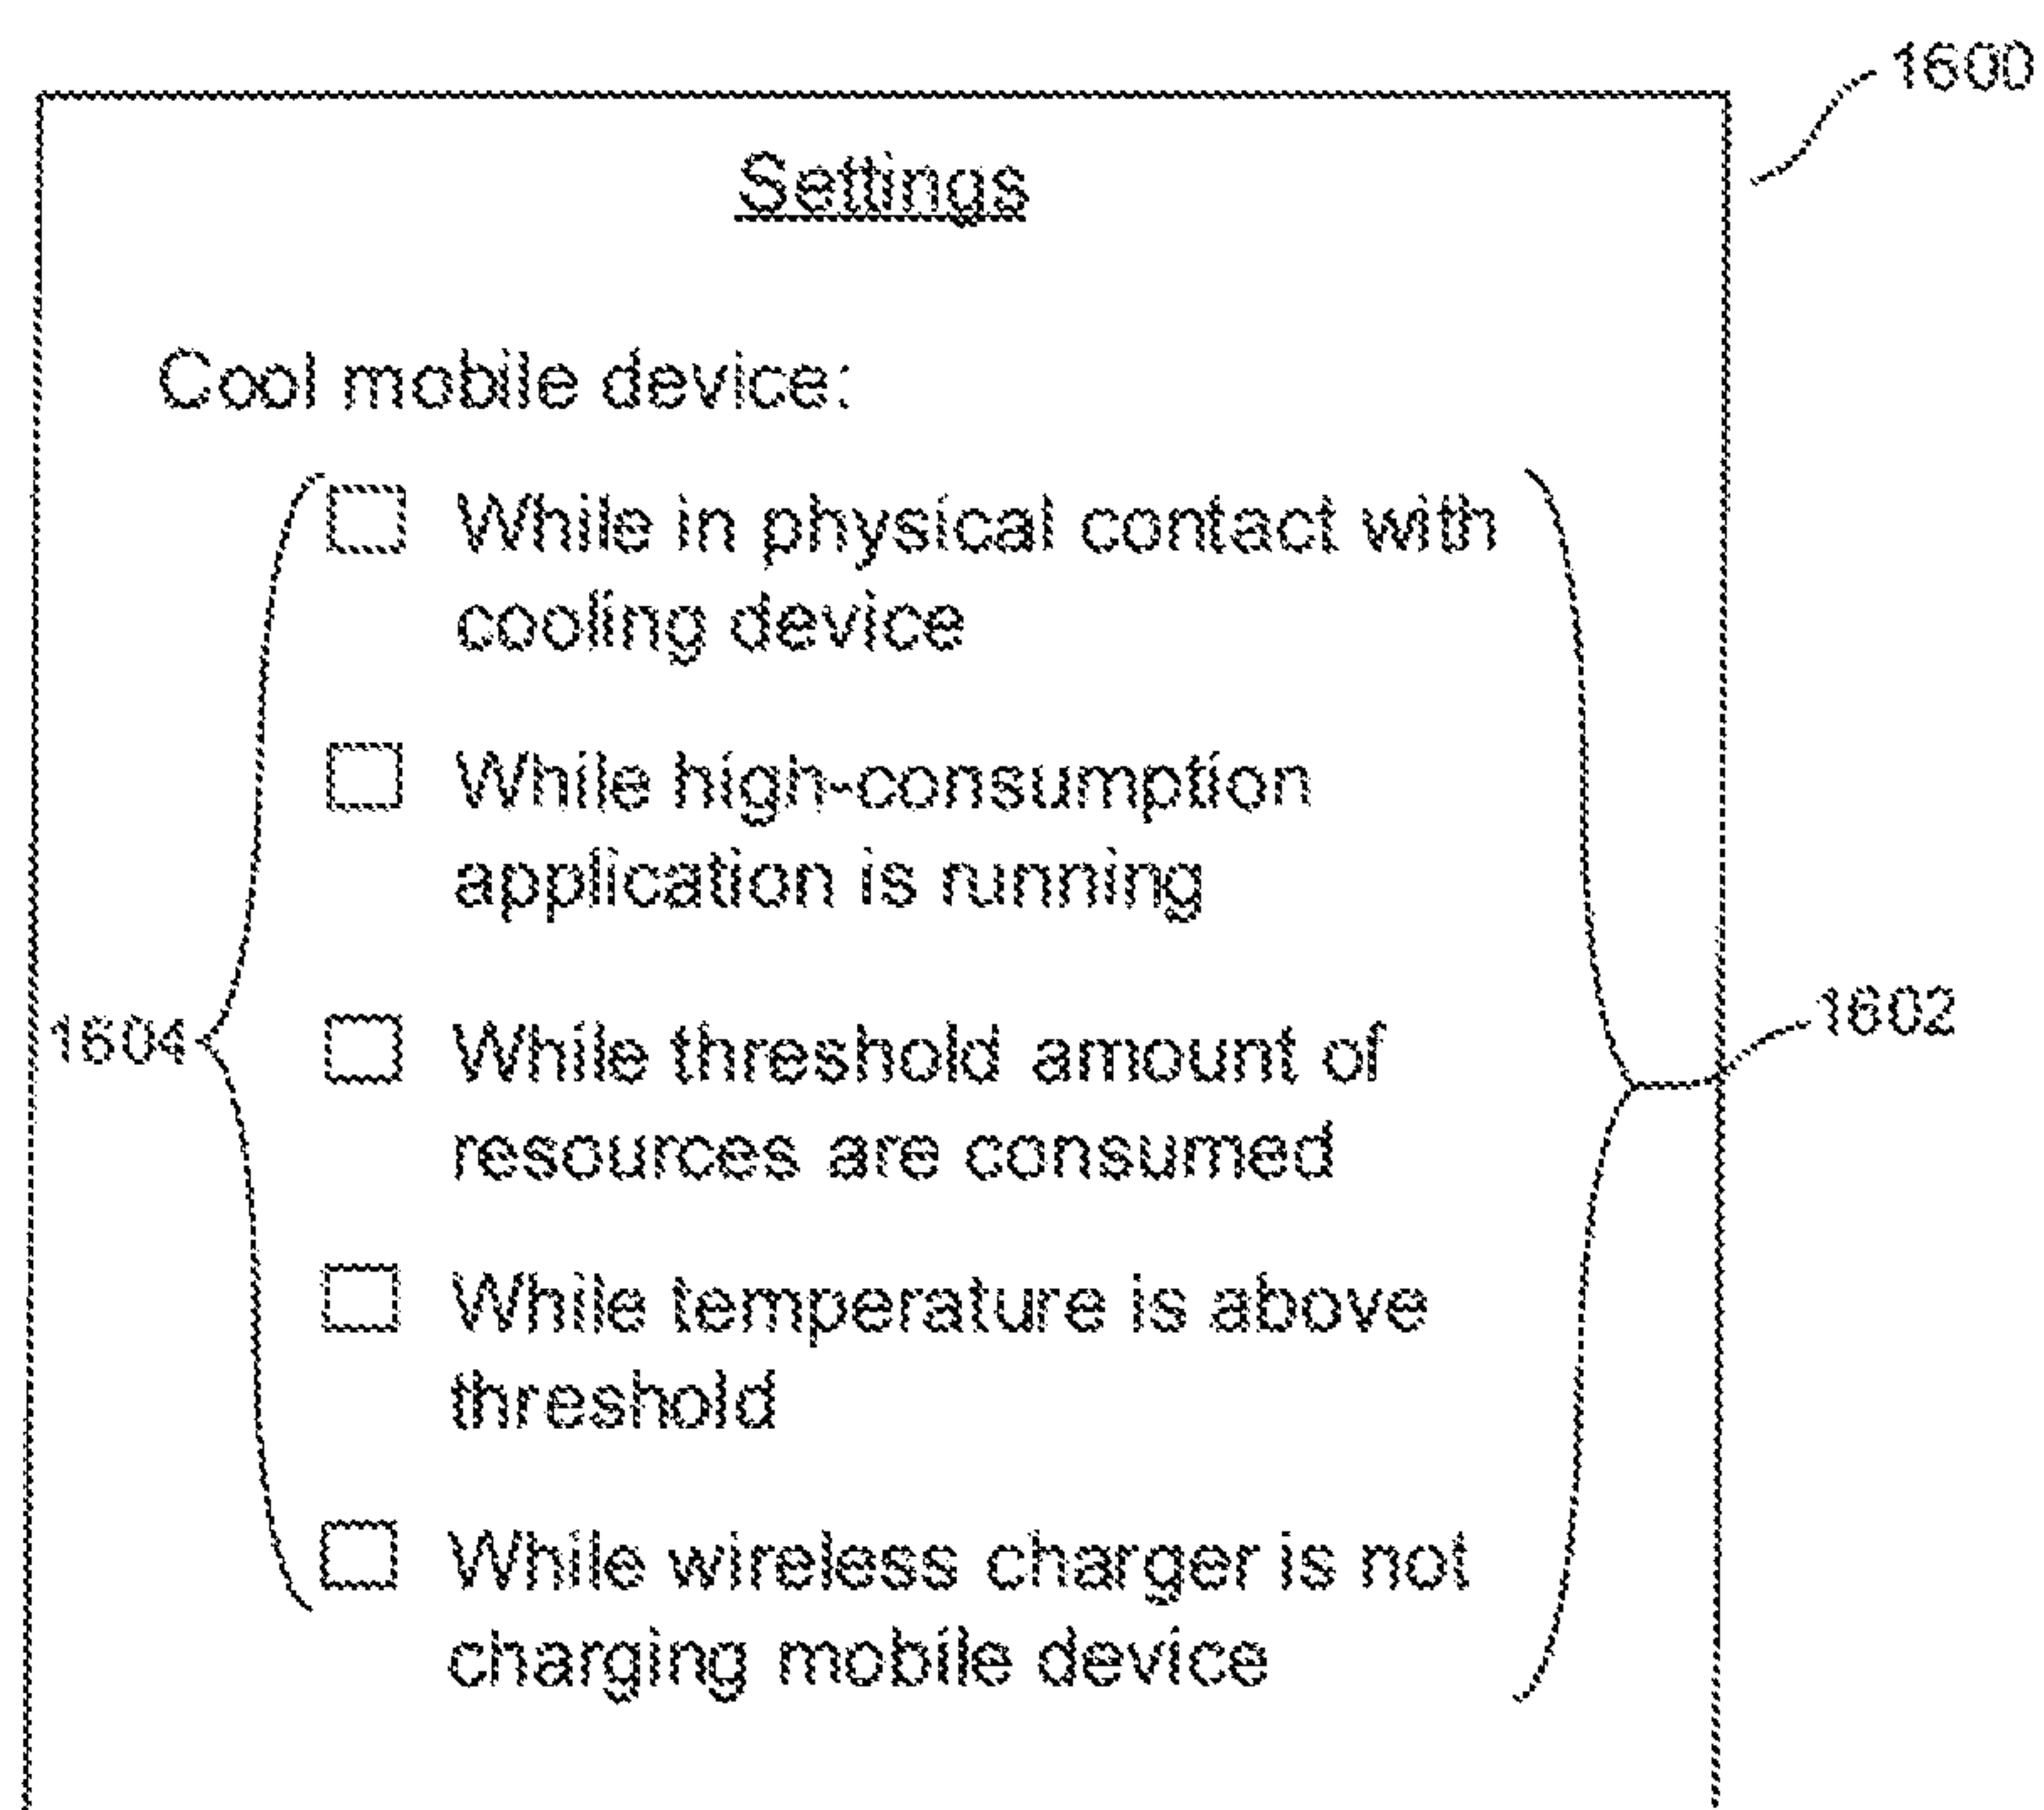 1600
Settings
Cool mobile device:
While in physical contact with
cooling device
While high-consumption
application is running
1604
While threshold amount of
resources are consumed
1602
While temperature is above
threshold
While wireless charger is not
charging mobile device